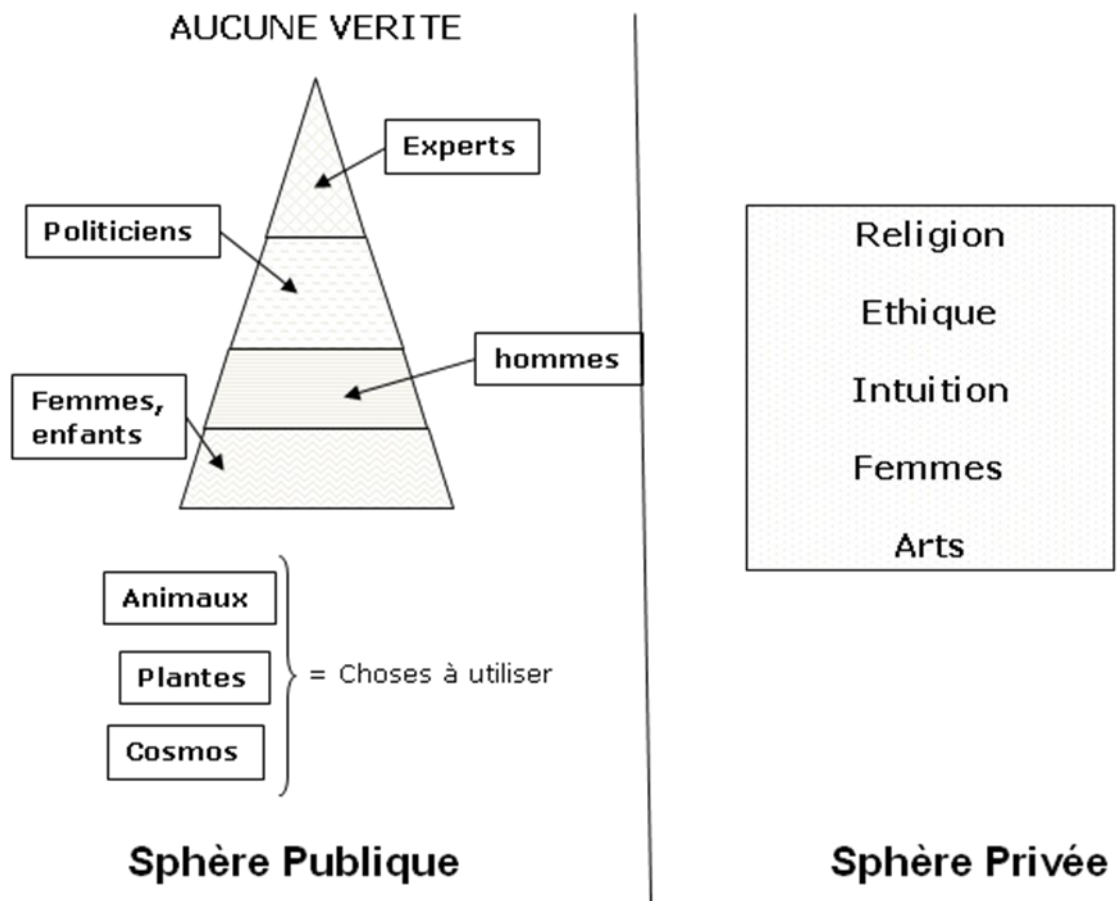 AUCUNE VERITE
Experts
Politiciens
hommes
Femmes,
enfants
Animaux
Plantes
= Choses à utiliser
Cosmos
Sphère Publique
Religion
Ethique
Intuition
Femmes
Arts
Sphère Privée